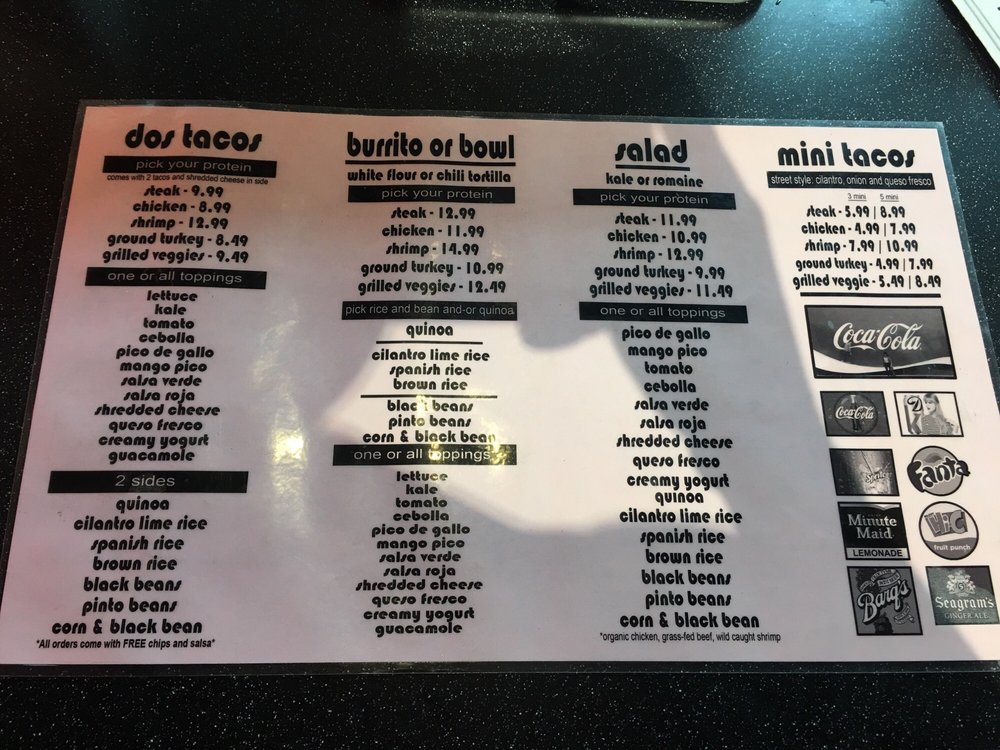 dos tacos
pick your protein
comes with 2 tacos and shredded cheese in side
steak - 9.99
chicken - 8.99
shrimp - 12.99
ground turkey - 8.49
grilled veggies - 9.49
one or all toppings
lettuce
kale
tomato
cebolla
pico de gallo
mango pico
salsa verde
salsa roja
shredded cheese
queso fresco
creamy yogurt
guacamole
2 sides
quinoa
cilantro lime rice
spanish rice
brown rice
black beans
pinto beans
corn & black bean
*All orders come with FREE chips and salsa*
burrito or bowl
white flour or chili tortilla
pick your protein
steak - 12.99
chicken - 11.99
shrimp - 14.99
ground turkey - 10.99
grilled veggies - 12.49
pick rice and bean and-or quinoa
quinoa
cilantro lime rice
spanish rice
brown rice
black beans
pinto beans
corn & black bean
one or all toppings
lettuce
kale
tomato
cebolla
pico de gallo
mango pico
salsa verde
salsa roja
shredded cheese
queso fresco
creamy yogurt
guacamole
salad
kale or romaine
pick your protein
steak - 11.99
chicken - 10.99
shrimp - 12.99
ground turkey - 9.99
grilled veggies - 11.49
one or all toppings
pico de gallo
mango pico
tomato
cebolla
salsa verde
salsa roja
shredded cheese
queso fresco
creamy yogurt
quinoa
cilantro lime rice
spanish rice
brown rice
black beans
pinto beans
corn & black bean
*organic chicken, grass-fed beef, wild caught shrimp
mini tacos
street style: cilantro, onion and queso fresco
3 mini 5 mini
steak - 5.99 | 8.99
chicken - 4.99 | 7.99
shrimp - 7.99 | 10.99
ground turkey - 4.99 | 7.99
grilled veggie - 5.49 | 8.49
Coca-Cola
Coca-Cola
Sprite
Fanta
Minute
Maid
LEMONADE
Hi-C
fruit punch
Barq's
Seagram's
GINGER ALE